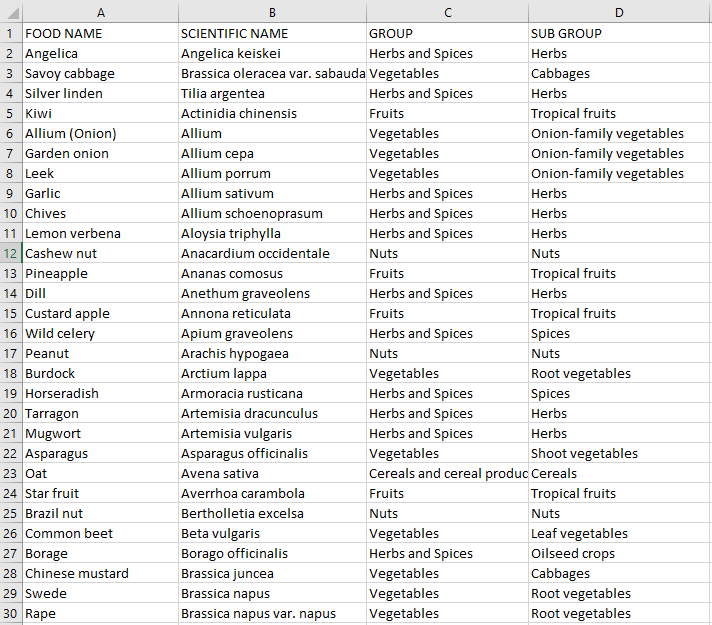 A B C D
1 FOOD NAME SCIENTIFIC NAME GROUP SUB GROUP
2 Angelica Angelica keiskei Herbs and Spices Herbs
3 Savoy cabbage Brassica oleracea var. sabauda Vegetables Cabbages
4 Silver linden Tilia argentea Herbs and Spices Herbs
5 Kiwi Actinidia chinensis Fruits Tropical fruits
6 Allium (Onion) Allium Vegetables Onion-family vegetables
7 Garden onion Allium cepa Vegetables Onion-family vegetables
8 Leek Allium porrum Vegetables Onion-family vegetables
9 Garlic Allium sativum Herbs and Spices Herbs
10 Chives Allium schoenoprasum Herbs and Spices Herbs
11 Lemon verbena Aloysia triphylla Herbs and Spices Herbs
12 Cashew nut Anacardium occidentale Nuts Nuts
13 Pineapple Ananas comosus Fruits Tropical fruits
14 Dill Anethum graveolens Herbs and Spices Herbs
15 Custard apple Annona reticulata Fruits Tropical fruits
16 Wild celery Apium graveolens Herbs and Spices Spices
17 Peanut Arachis hypogaea Nuts Nuts
18 Burdock Arctium lappa Vegetables Root vegetables
19 Horseradish Armoracia rusticana Herbs and Spices Spices
20 Tarragon Artemisia dracunculus Herbs and Spices Herbs
21 Mugwort Artemisia vulgaris Herbs and Spices Herbs
22 Asparagus Asparagus officinalis Vegetables Shoot vegetables
23 Oat Avena sativa Cereals and cereal produc Cereals
24 Star fruit Averrhoa carambola Fruits Tropical fruits
25 Brazil nut Bertholletia excelsa Nuts Nuts
26 Common beet Beta vulgaris Vegetables Leaf vegetables
27 Borage Borago officinalis Herbs and Spices Oilseed crops
28 Chinese mustard Brassica juncea Vegetables Cabbages
29 Swede Brassica napus Vegetables Root vegetables
30 Rape Brassica napus var. napus Vegetables Root vegetables